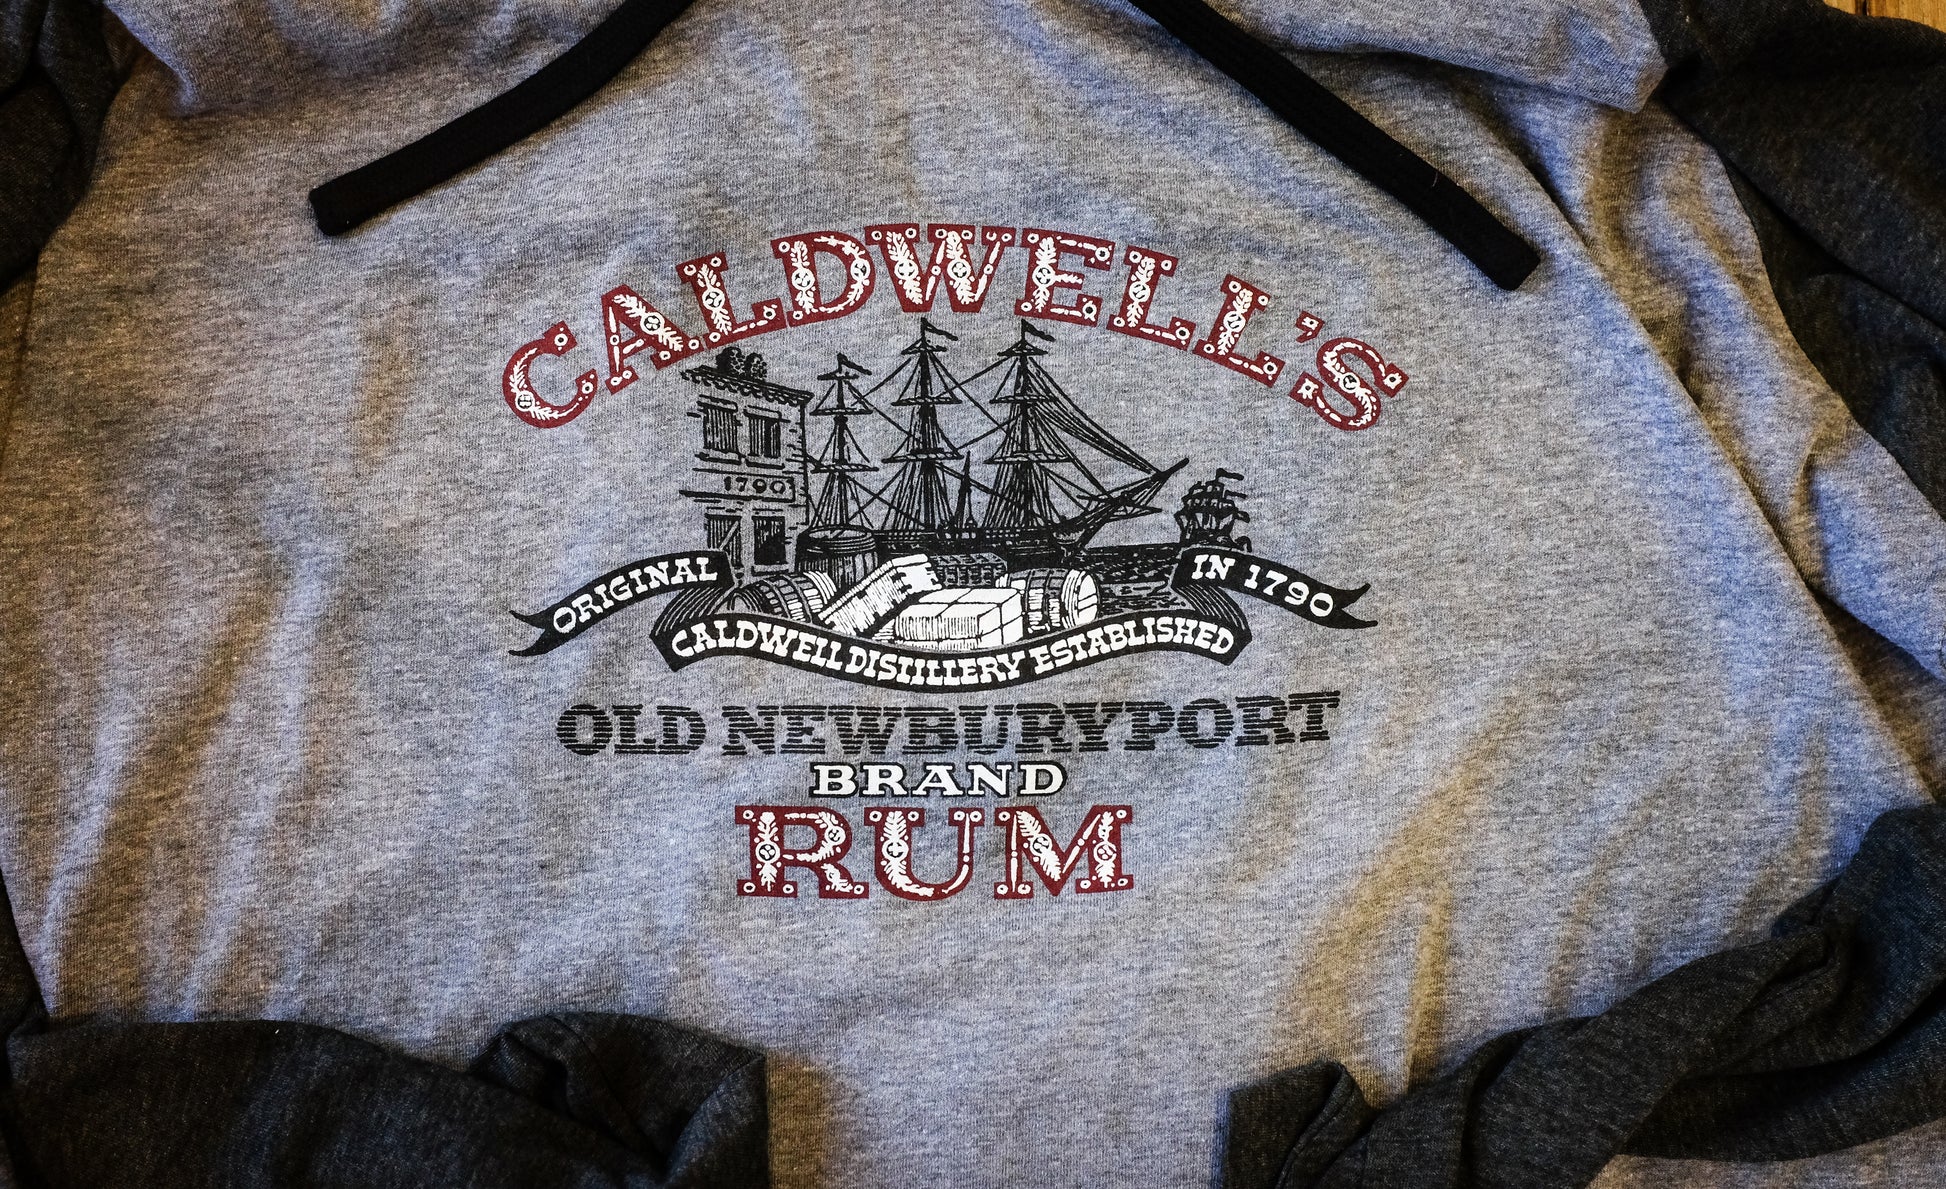 CALDWELL'S
1790
ORIGINAL
CALDWELL DISTILLERY ESTABLISHED
IN 1790
OLD NEWBURYPORT
BRAND
RUM